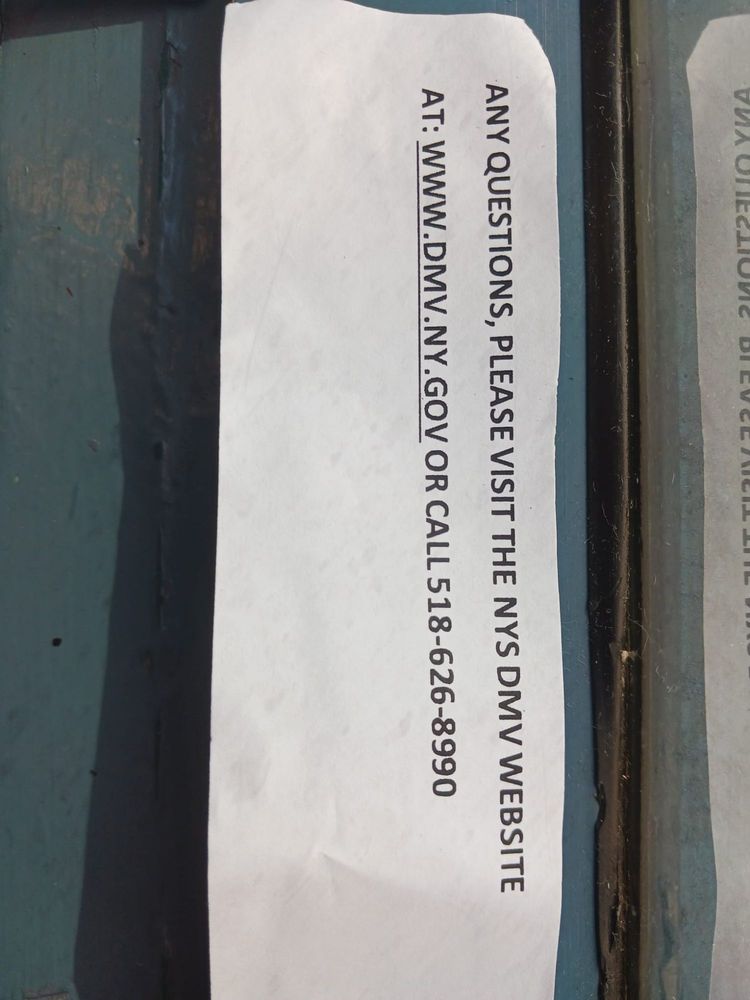 ANY QUESTIONS, PLEASE VISIT THE NYS DMV WEBSITE
AT: WWW.DMV.NY.GOV OR CALL 518-626-8990